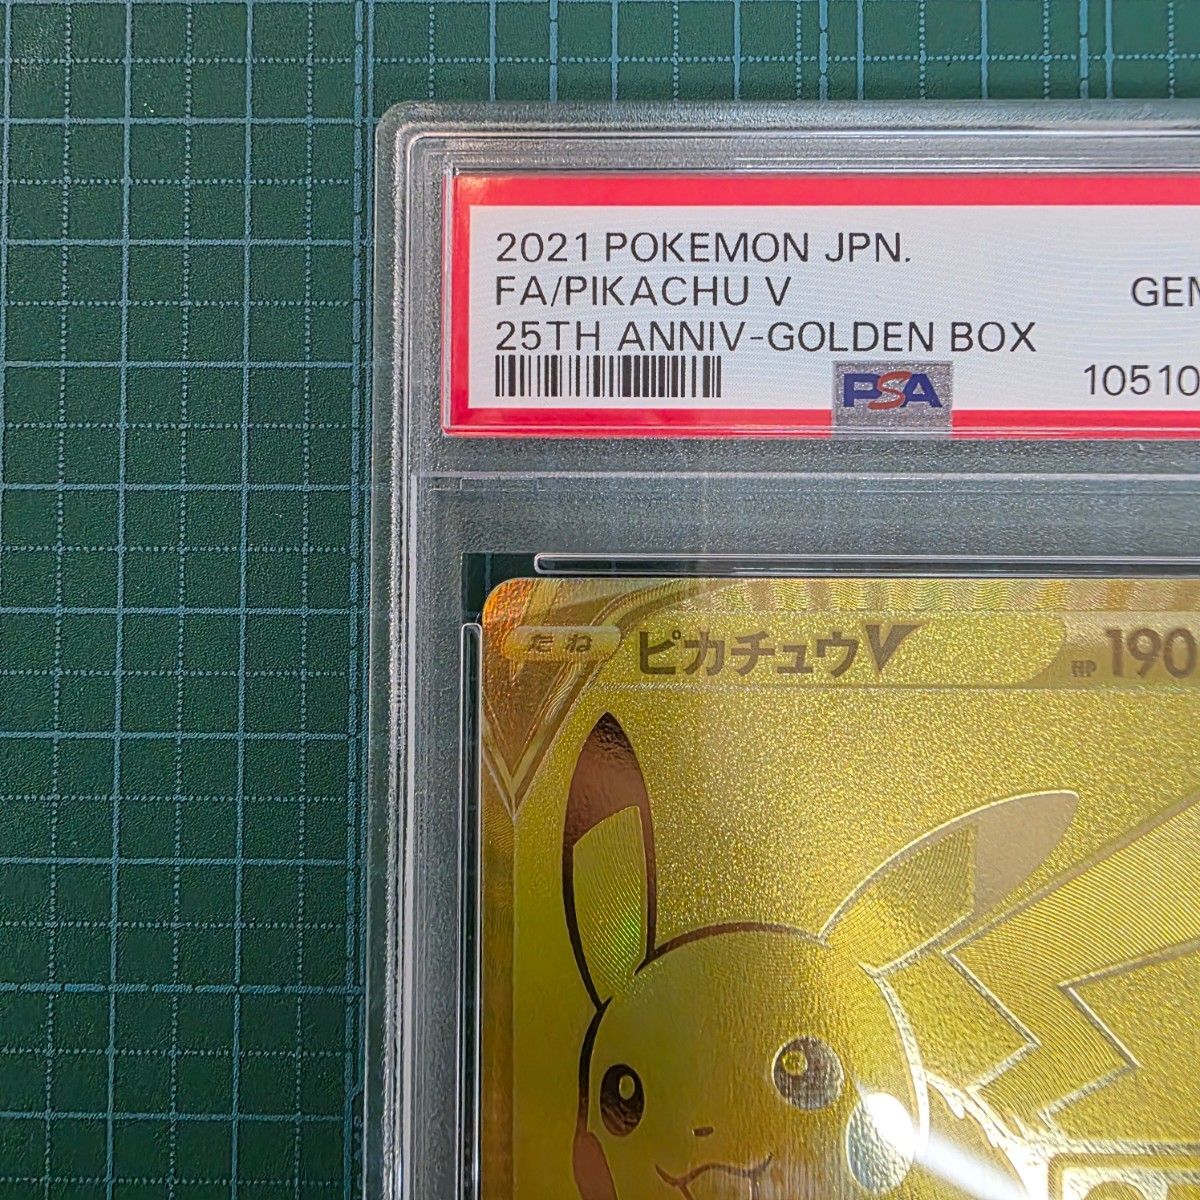 2021 POKEMON JPN.
FA/PIKACHU V
GEM
25TH ANNIV-GOLDEN BOX
PSA
10510
たね
ピカチュウV
HP 190